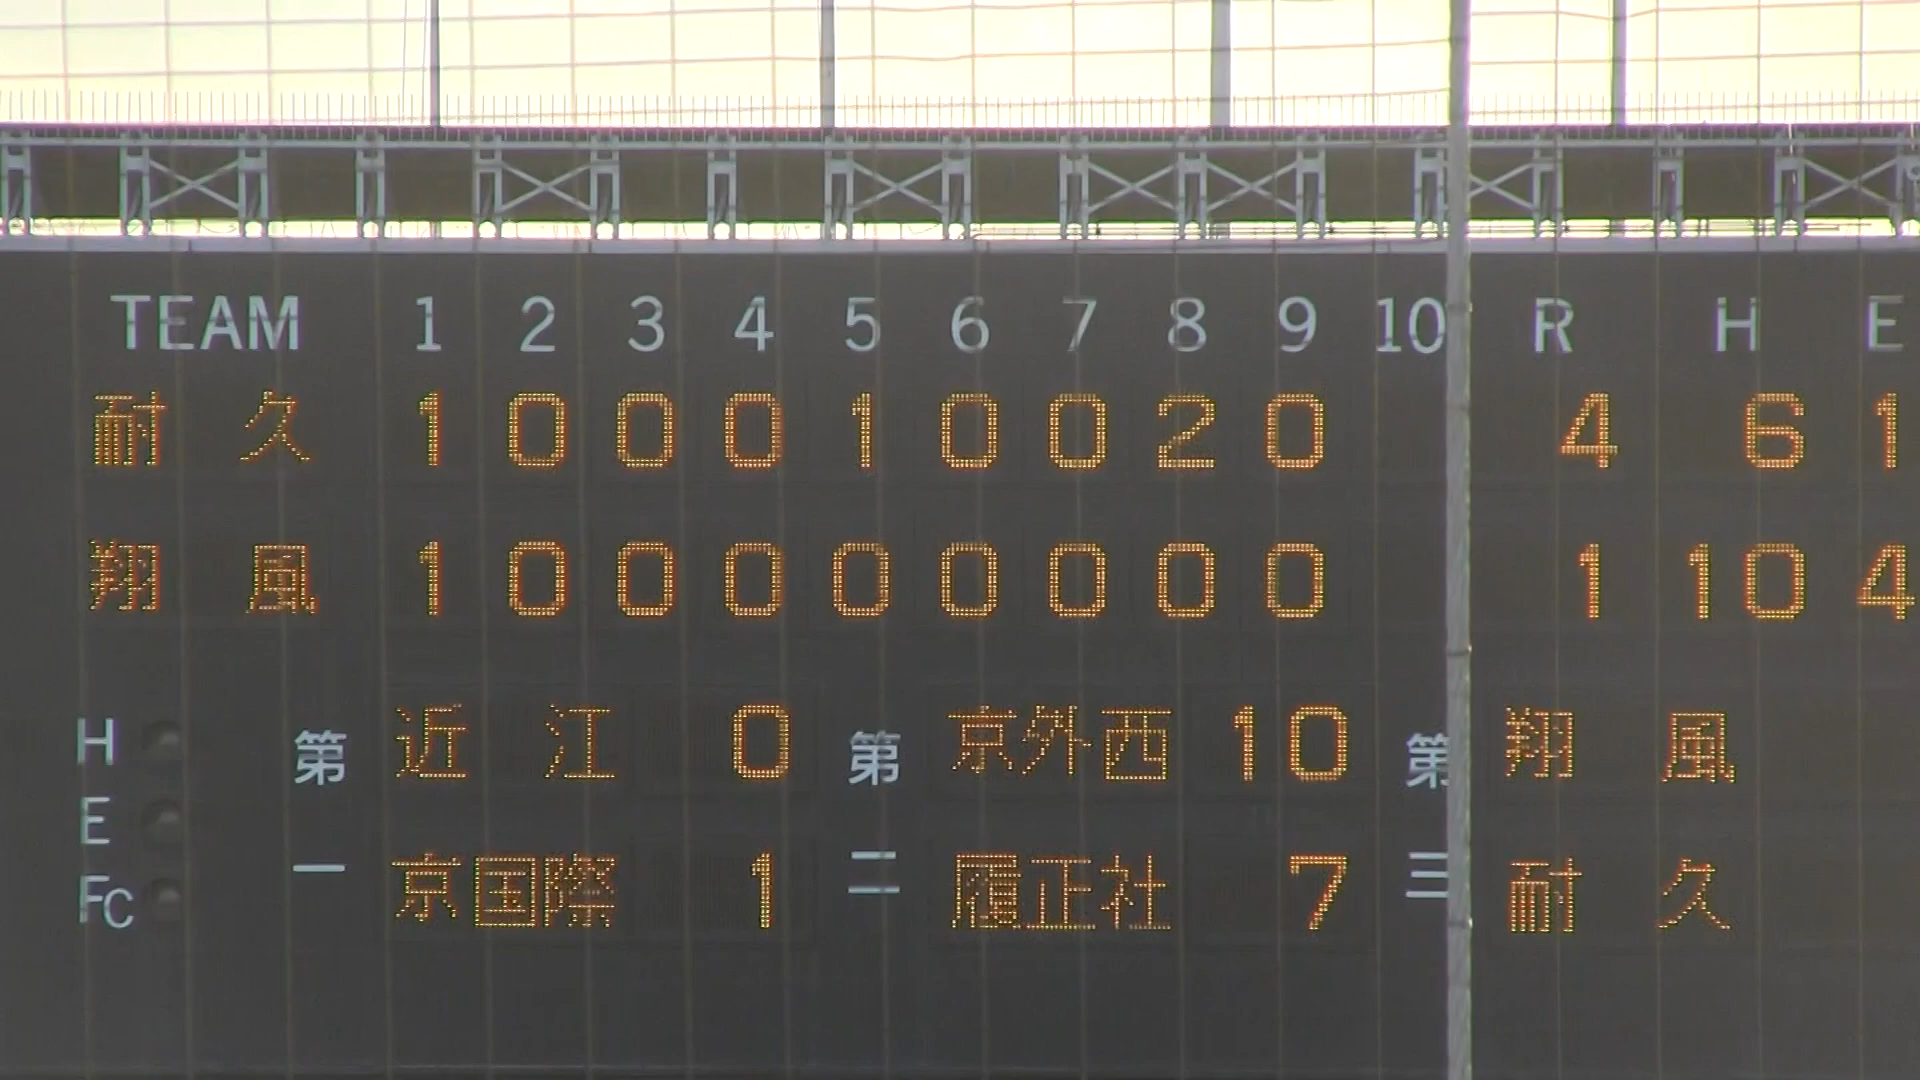 TEAM 1 2 3 4 5 6 7 8 9 10 R H E
耐久 1 0 0 0 1 0 0 2 0 4 6 1
翔風 1 0 0 0 0 0 0 0 0 1 10 4
H 第一 近江 0 第二 京外西 10 第三 翔風
E
FC 京国際 1 履正社 7 耐久